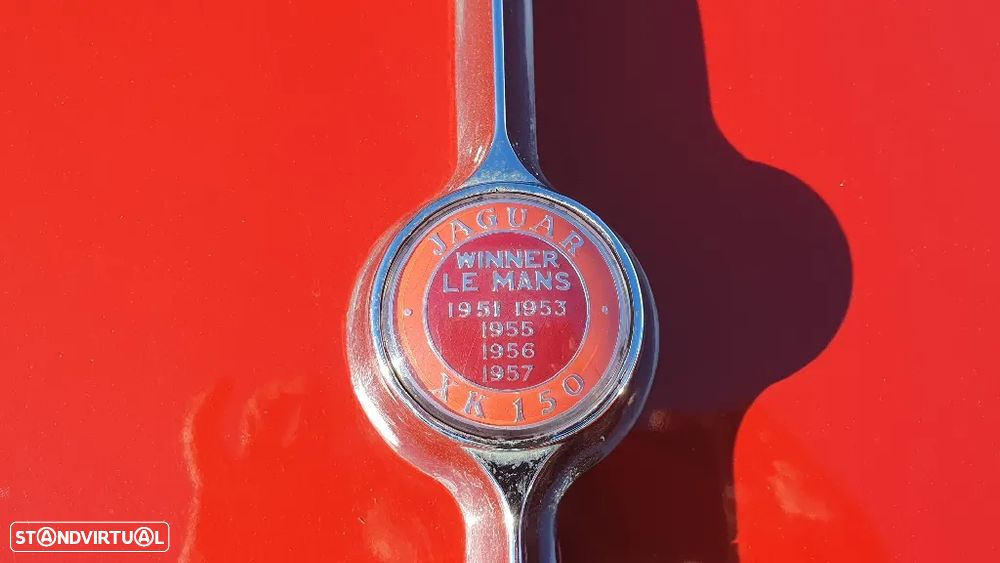 JAGUAR
WINNER
LE MANS
1951 1953
1955
1956
1957
XK 150
STANDVIRTUAL